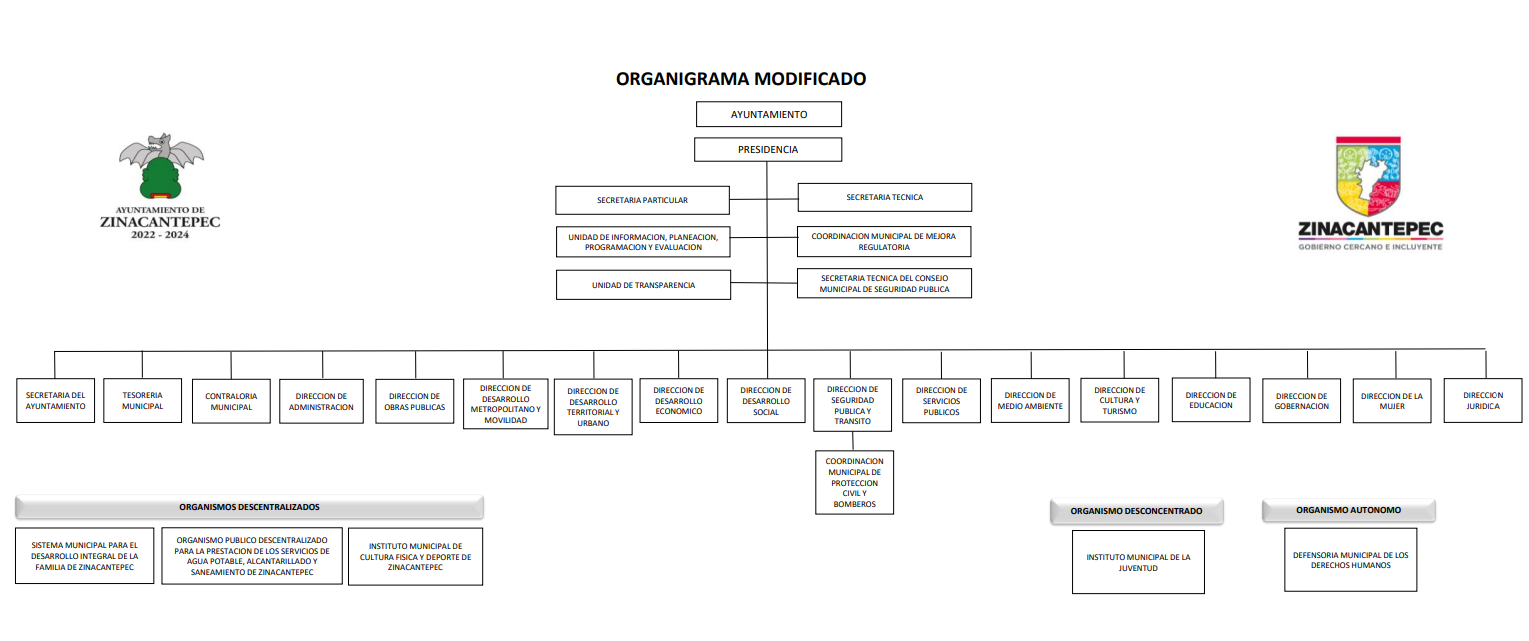 ORGANIGRAMA MODIFICADO
AYUNTAMIENTO
PRESIDENCIA
AYUNTAMIENTO DE
ZINACANTEPEC
2022 - 2024
ZINACANTEPEC
GOBIERNO CERCANO E INCLUYENTE
SECRETARIA PARTICULAR
SECRETARIA TECNICA
UNIDAD DE INFORMACION, PLANEACION,
PROGRAMACION Y EVALUACION
COORDINACION MUNICIPAL DE MEJORA
REGULATORIA
UNIDAD DE TRANSPARENCIA
SECRETARIA TECNICA DEL CONSEJO
MUNICIPAL DE SEGURIDAD PUBLICA
SECRETARIA DEL
AYUNTAMIENTO
TESORERIA
MUNICIPAL
CONTRALORIA
MUNICIPAL
DIRECCION DE
ADMINISTRACION
DIRECCION DE
OBRAS PUBLICAS
DIRECCION DE
DESARROLLO
METROPOLITANO Y
MOVILIDAD
DIRECCION DE
DESARROLLO
TERRITORIAL Y
URBANO
DIRECCION DE
DESARROLLO
ECONOMICO
DIRECCION DE
DESARROLLO
SOCIAL
DIRECCION DE
SEGURIDAD
PUBLICA Y
TRANSITO
DIRECCION DE
SERVICIOS
PUBLICOS
DIRECCION DE
MEDIO AMBIENTE
DIRECCION DE
CULTURA Y
TURISMO
DIRECCION DE
EDUCACION
DIRECCION DE
GOBERNACION
DIRECCION DE LA
MUJER
DIRECCION
JURIDICA
COORDINACION
MUNICIPAL DE
PROTECCION
CIVIL Y
BOMBEROS
ORGANISMOS DESCENTRALIZADOS
SISTEMA MUNICIPAL PARA EL
DESARROLLO INTEGRAL DE LA
FAMILIA DE ZINACANTEPEC
ORGANISMO PUBLICO DESCENTRALIZADO
PARA LA PRESTACION DE LOS SERVICIOS DE
AGUA POTABLE, ALCANTARILLADO Y
SANEAMIENTO DE ZINACANTEPEC
INSTITUTO MUNICIPAL DE
CULTURA FISICA Y DEPORTE DE
ZINACANTEPEC
ORGANISMO DESCONCENTRADO
INSTITUTO MUNICIPAL DE LA
JUVENTUD
ORGANISMO AUTONOMO
DEFENSORIA MUNICIPAL DE LOS
DERECHOS HUMANOS